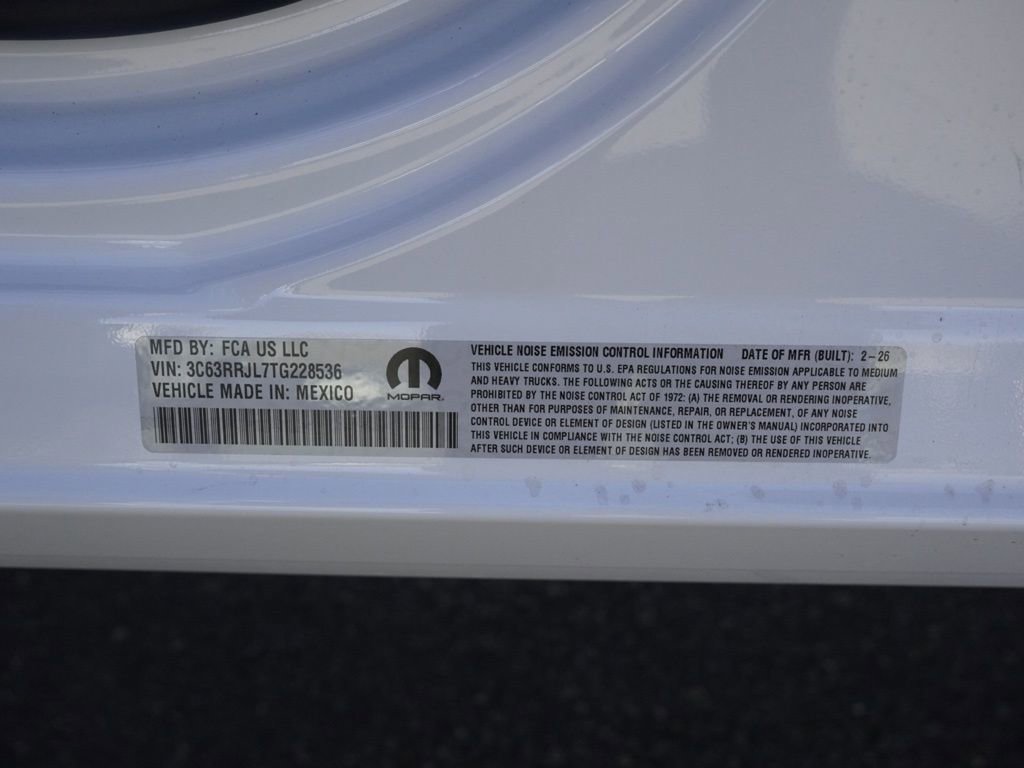 MFD BY: FCA US LLC
VIN: 3C63RRJL7TG228536
VEHICLE MADE IN: MEXICO
MOPAR
VEHICLE NOISE EMISSION CONTROL INFORMATION DATE OF MFR (BUILT): 2-26
THIS VEHICLE CONFORMS TO U.S. EPA REGULATIONS FOR NOISE EMISSION APPLICABLE TO MEDIUM
AND HEAVY TRUCKS. THE FOLLOWING ACTS OR THE CAUSING THEREOF BY ANY PERSON ARE
PROHIBITED BY THE NOISE CONTROL ACT OF 1972: (A) THE REMOVAL OR RENDERING INOPERATIVE,
OTHER THAN FOR PURPOSES OF MAINTENANCE, REPAIR, OR REPLACEMENT, OF ANY NOISE
CONTROL DEVICE OR ELEMENT OF DESIGN (LISTED IN THE OWNER'S MANUAL) INCORPORATED INTO
THIS VEHICLE IN COMPLIANCE WITH THE NOISE CONTROL ACT; (B) THE USE OF THIS VEHICLE
AFTER SUCH DEVICE OR ELEMENT OF DESIGN HAS BEEN REMOVED OR RENDERED INOPERATIVE.